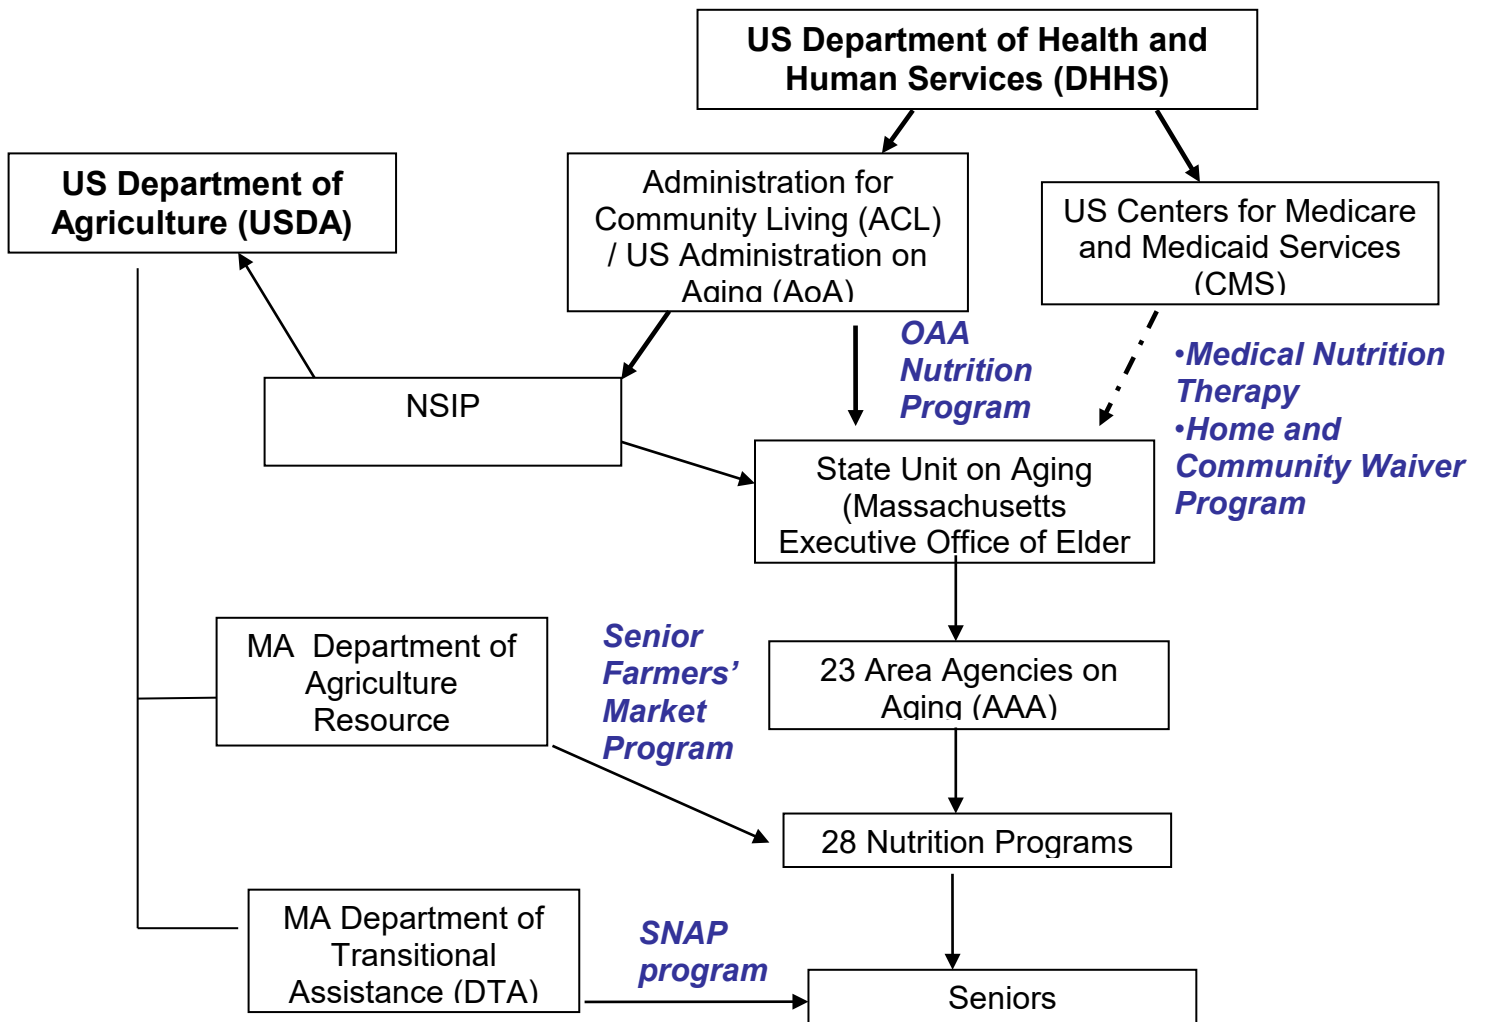 US Department of Health and
Human Services (DHHS)
US Department of
Agriculture (USDA)
Administration for
Community Living (ACL)
/ US Administration on
Aging (AoA)
US Centers for Medicare
and Medicaid Services
(CMS)
OAA
Nutrition
Program
•Medical Nutrition
Therapy
•Home and
Community Waiver
Program
NSIP
State Unit on Aging
(Massachusetts
Executive Office of Elder
MA Department of
Agriculture
Resource
Senior
Farmers’
Market
Program
23 Area Agencies on
Aging (AAA)
28 Nutrition Programs
MA Department of
Transitional
Assistance (DTA)
SNAP
program
Seniors